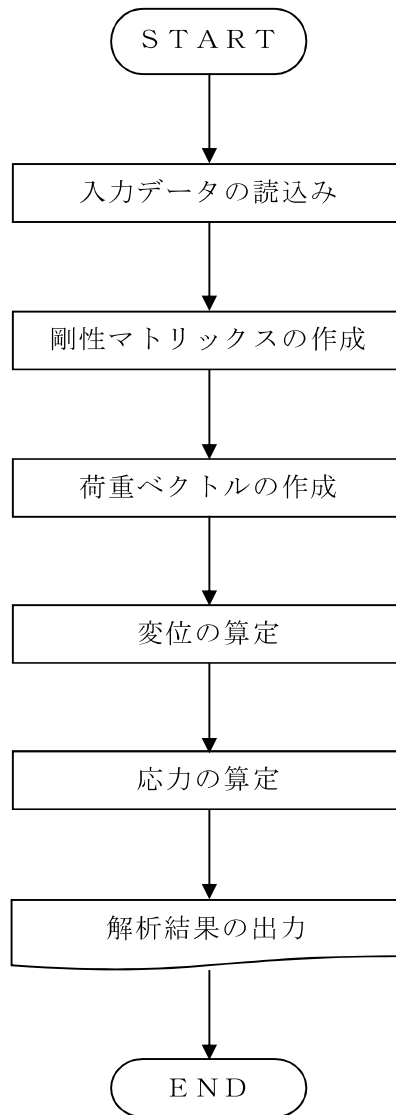 ＳＴＡＲＴ
入力データの読込み
剛性マトリックスの作成
荷重ベクトルの作成
変位の算定
応力の算定
解析結果の出力
ＥＮＤ